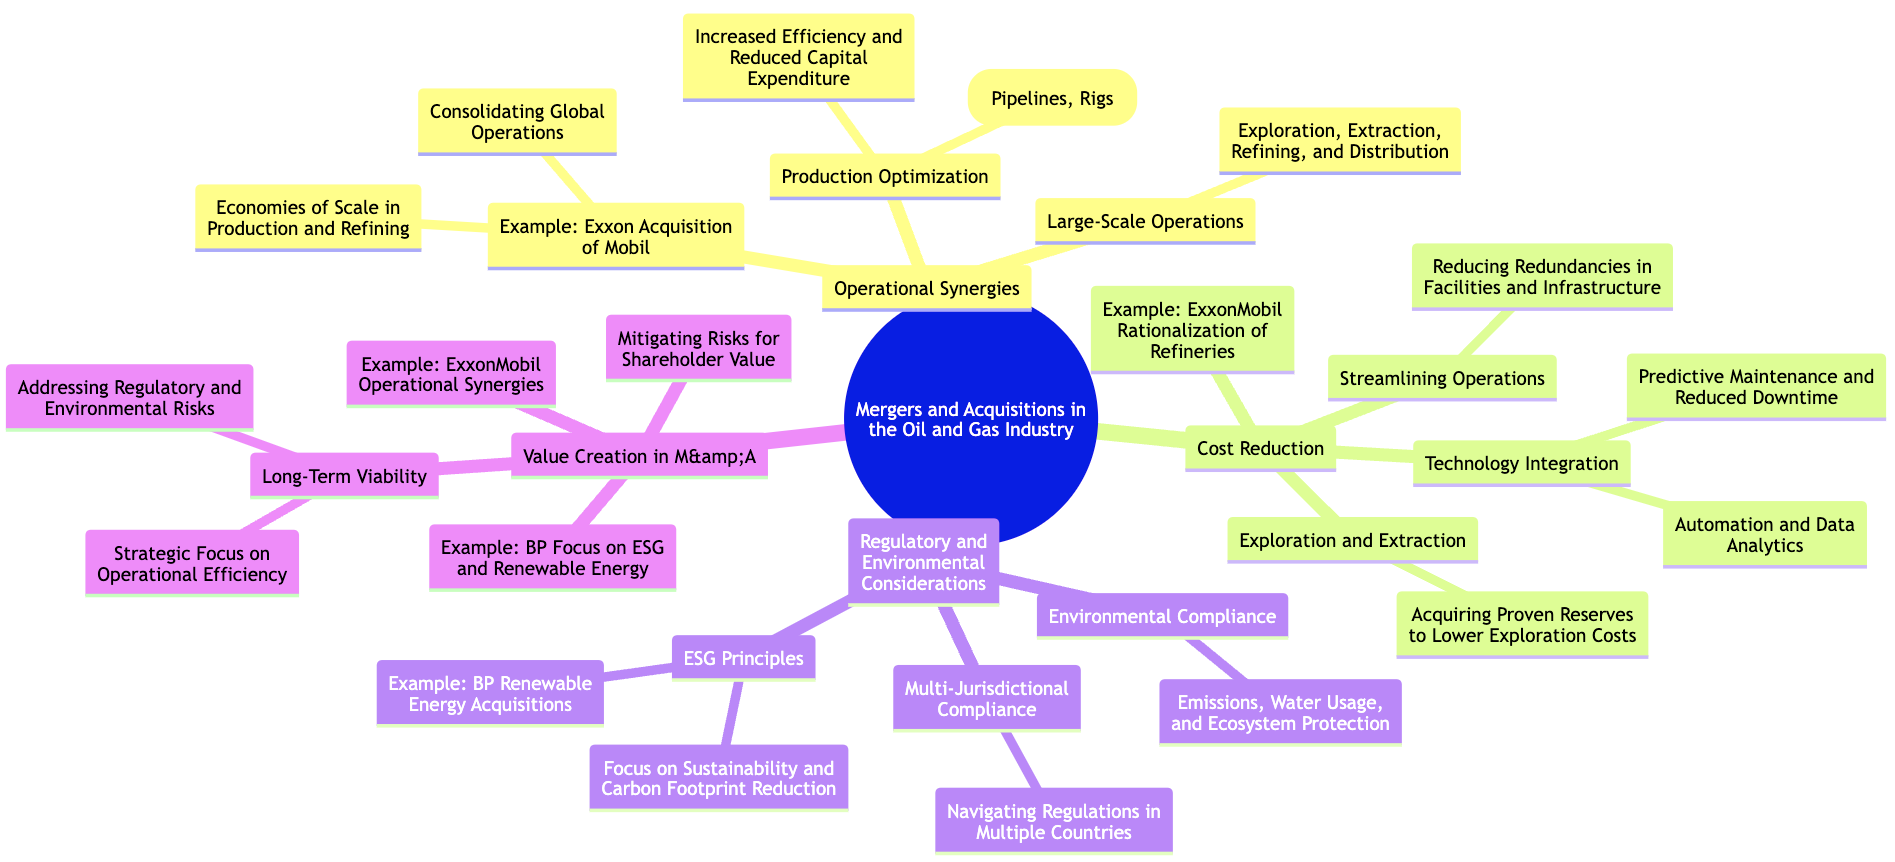 Increased Efficiency and
Reduced Capital
Expenditure
Pipelines, Rigs
Consolidating Global
Operations
Exploration, Extraction,
Refining, and Distribution
Production Optimization
Economies of Scale in
Production and Refining
Example: Exxon Acquisition
of Mobil
Large-Scale Operations
Operational Synergies
Reducing Redundancies in
Facilities and Infrastructure
Example: ExxonMobil
Rationalization of
Refineries
Streamlining Operations
Predictive Maintenance and
Reduced Downtime
Mergers and Acquisitions in
the Oil and Gas Industry
Cost Reduction
Technology Integration
Automation and Data
Analytics
Exploration and Extraction
Acquiring Proven Reserves
to Lower Exploration Costs
Mitigating Risks for
Shareholder Value
Example: ExxonMobil
Operational Synergies
Addressing Regulatory and
Environmental Risks
Value Creation in M&amp;A
Long-Term Viability
Strategic Focus on
Operational Efficiency
Example: BP Focus on ESG
and Renewable Energy
Regulatory and
Environmental
Considerations
Environmental Compliance
ESG Principles
Example: BP Renewable
Energy Acquisitions
Multi-Jurisdictional
Compliance
Emissions, Water Usage,
and Ecosystem Protection
Focus on Sustainability and
Carbon Footprint Reduction
Navigating Regulations in
Multiple Countries